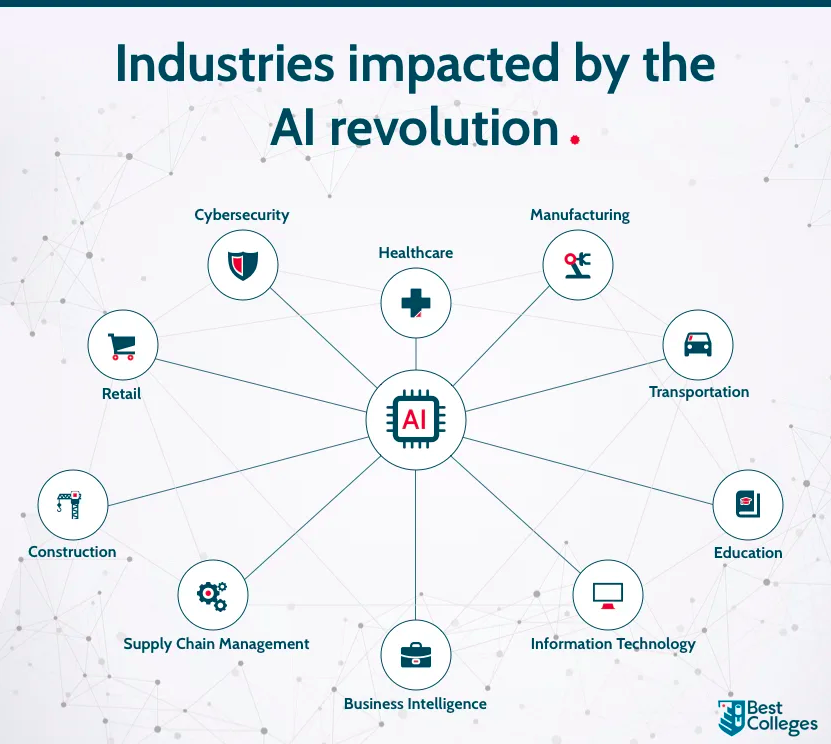 Industries impacted by the
AI revolution.
Cybersecurity
Manufacturing
Healthcare
Retail
Transportation
AI
Construction
Education
Supply Chain Management
Information Technology
Business Intelligence
Best
Colleges